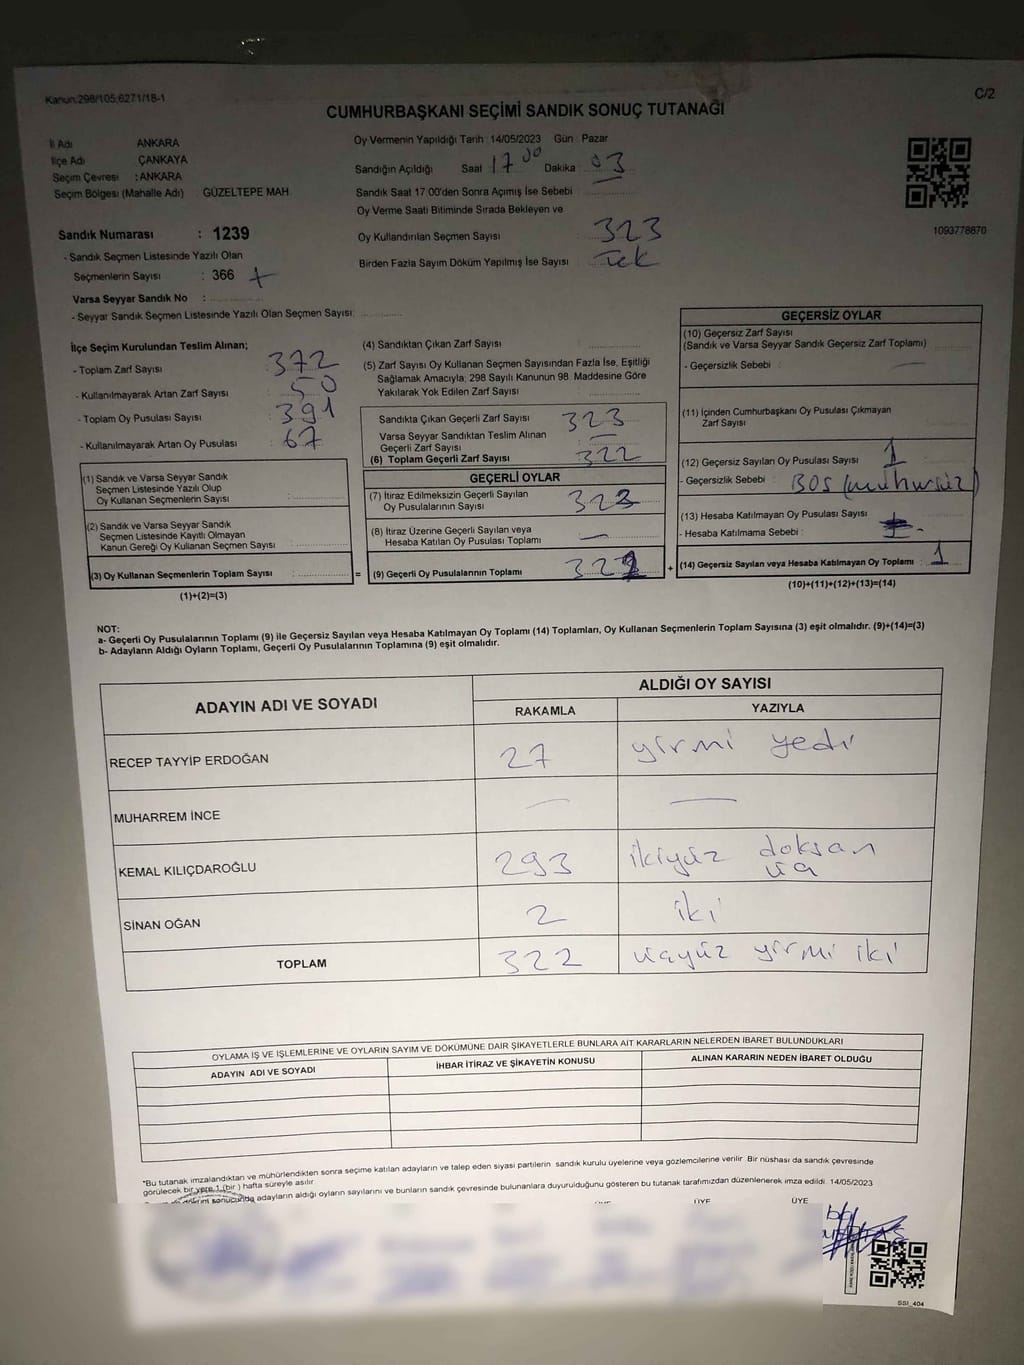 Kanun:298/105;6271/18-1
C/2
CUMHURBAŞKANI SEÇİMİ SANDIK SONUÇ TUTANAĞI
İl Adı ANKARA
İlçe Adı ÇANKAYA
Seçim Çevresi : ANKARA
Seçim Bölgesi (Mahalle Adı) GÜZELTEPE MAH.
Sandık Numarası : 1239
- Sandık Seçmen Listesinde Yazılı Olan
Seçmenlerin Sayısı : 366
Varsa Seyyar Sandık No :
- Seyyar Sandık Seçmen Listesinde Yazılı Olan Seçmen Sayısı:
Oy Vermenin Yapıldığı Tarih :14/05/2023 Gün : Pazar
Sandığın Açıldığı Saat 17 00 Dakika 03
Sandık Saat 17.00'den Sonra Açımış İse Sebebi
Oy Verme Saati Bitiminde Sırada Bekleyen ve
Oy Kullandırılan Seçmen Sayısı 323
Birden Fazla Sayım Döküm Yapılmış İse Sayısı Tek
1093778670
İlçe Seçim Kurulundan Teslim Alınan;
- Toplam Zarf Sayısı 372
- Kullanılmayarak Artan Zarf Sayısı 50
- Toplam Oy Pusulası Sayısı : 391
- Kullanılmayarak Artan Oy Pusulası : 67
(1) Sandık ve Varsa Seyyar Sandık
Seçmen Listesinde Yazılı Olup
Oy Kullanan Seçmenlerin Sayısı :
(2) Sandık ve Varsa Seyyar Sandık
Seçmen Listesinde Kayıtlı Olmayan
Kanun Gereği Oy Kullanan Seçmen Sayısı :
(3) Oy Kullanan Seçmenlerin Toplam Sayısı :
(1)+(2)=(3)
(4) Sandıktan Çıkan Zarf Sayısı
(5) Zarf Sayısı Oy Kullanan Seçmen Sayısından Fazla İse, Eşitliği
Sağlamak Amacıyla; 298 Sayılı Kanunun 98. Maddesine Göre
Yakılarak Yok Edilen Zarf Sayısı
Sandıkta Çıkan Geçerli Zarf Sayısı 323
Varsa Seyyar Sandıktan Teslim Alınan
Geçerli Zarf Sayısı —
(6) Toplam Geçerli Zarf Sayısı 322
GEÇERLİ OYLAR
(7) İtiraz Edilmeksizin Geçerli Sayılan
Oy Pusulalarının Sayısı :
(8) İtiraz Üzerine Geçerli Sayılan veya
Hesaba Katılan Oy Pusulası Toplamı : —
= (9) Geçerli Oy Pusulalarının Toplamı :
GEÇERSİZ OYLAR
(10) Geçersiz Zarf Sayısı
(Sandık ve Varsa Seyyar Sandık Geçersiz Zarf Toplamı)
- Geçersizlik Sebebi :
(11) İçinden Cumhurbaşkanı Oy Pusulası Çıkmayan
Zarf Sayısı
(12) Geçersiz Sayılan Oy Pusulası Sayısı 1
- Geçersizlik Sebebi : BOŞ (mühürsüz)
(13) Hesaba Katılmayan Oy Pusulası Sayısı
- Hesaba Katılmama Sebebi :
+ (14) Geçersiz Sayılan veya Hesaba Katılmayan Oy Toplamı : 1
(10)+(11)+(12)+(13)=(14)
NOT:
a- Geçerli Oy Pusulalarının Toplamı (9) ile Geçersiz Sayılan veya Hesaba Katılmayan Oy Toplamı (14) Toplamları, Oy Kullanan Seçmenlerin Toplam Sayısına (3) eşit olmalıdır. (9)+(14)=(3)
b- Adayların Aldığı Oyların Toplamı, Geçerli Oy Pusulalarının Toplamına (9) eşit olmalıdır.
ADAYIN ADI VE SOYADI
ALDIĞI OY SAYISI
RAKAMLA YAZIYLA
RECEP TAYYİP ERDOĞAN 27 yirmi yedi
MUHARREM İNCE — —
KEMAL KILIÇDAROĞLU 293 ikiyüz doksan
üç
SİNAN OĞAN 2 iki
TOPLAM 322 üçyüz yirmi iki
OYLAMA İŞ VE İŞLEMLERİNE VE OYLARIN SAYIM VE DÖKÜMÜNE DAİR ŞİKAYETLERLE BUNLARA AİT KARARLARIN NELERDEN İBARET BULUNDUKLARI
ADAYIN ADI VE SOYADI İHBAR İTİRAZ VE ŞİKAYETİN KONUSU ALINAN KARARIN NEDEN İBARET OLDUĞU
*Bu tutanak imzalandıktan ve mühürlendikten sonra seçime katılan adayların ve talep eden siyasi partilerin sandık kurulu üyelerine veya gözlemcilerine verilir. Bir nüshası da sandık çevresinde
görülecek bir yere 1 (bir ) hafta süreyle asılır.
sonucunda adayların aldığı oyların sayılarını ve bunların sandık çevresinde bulunanlara duyurulduğunu gösteren bu tutanak tarafımızdan düzenlenerek imza edildi. 14/05/2023
ÜYE ÜYE
SSI_404